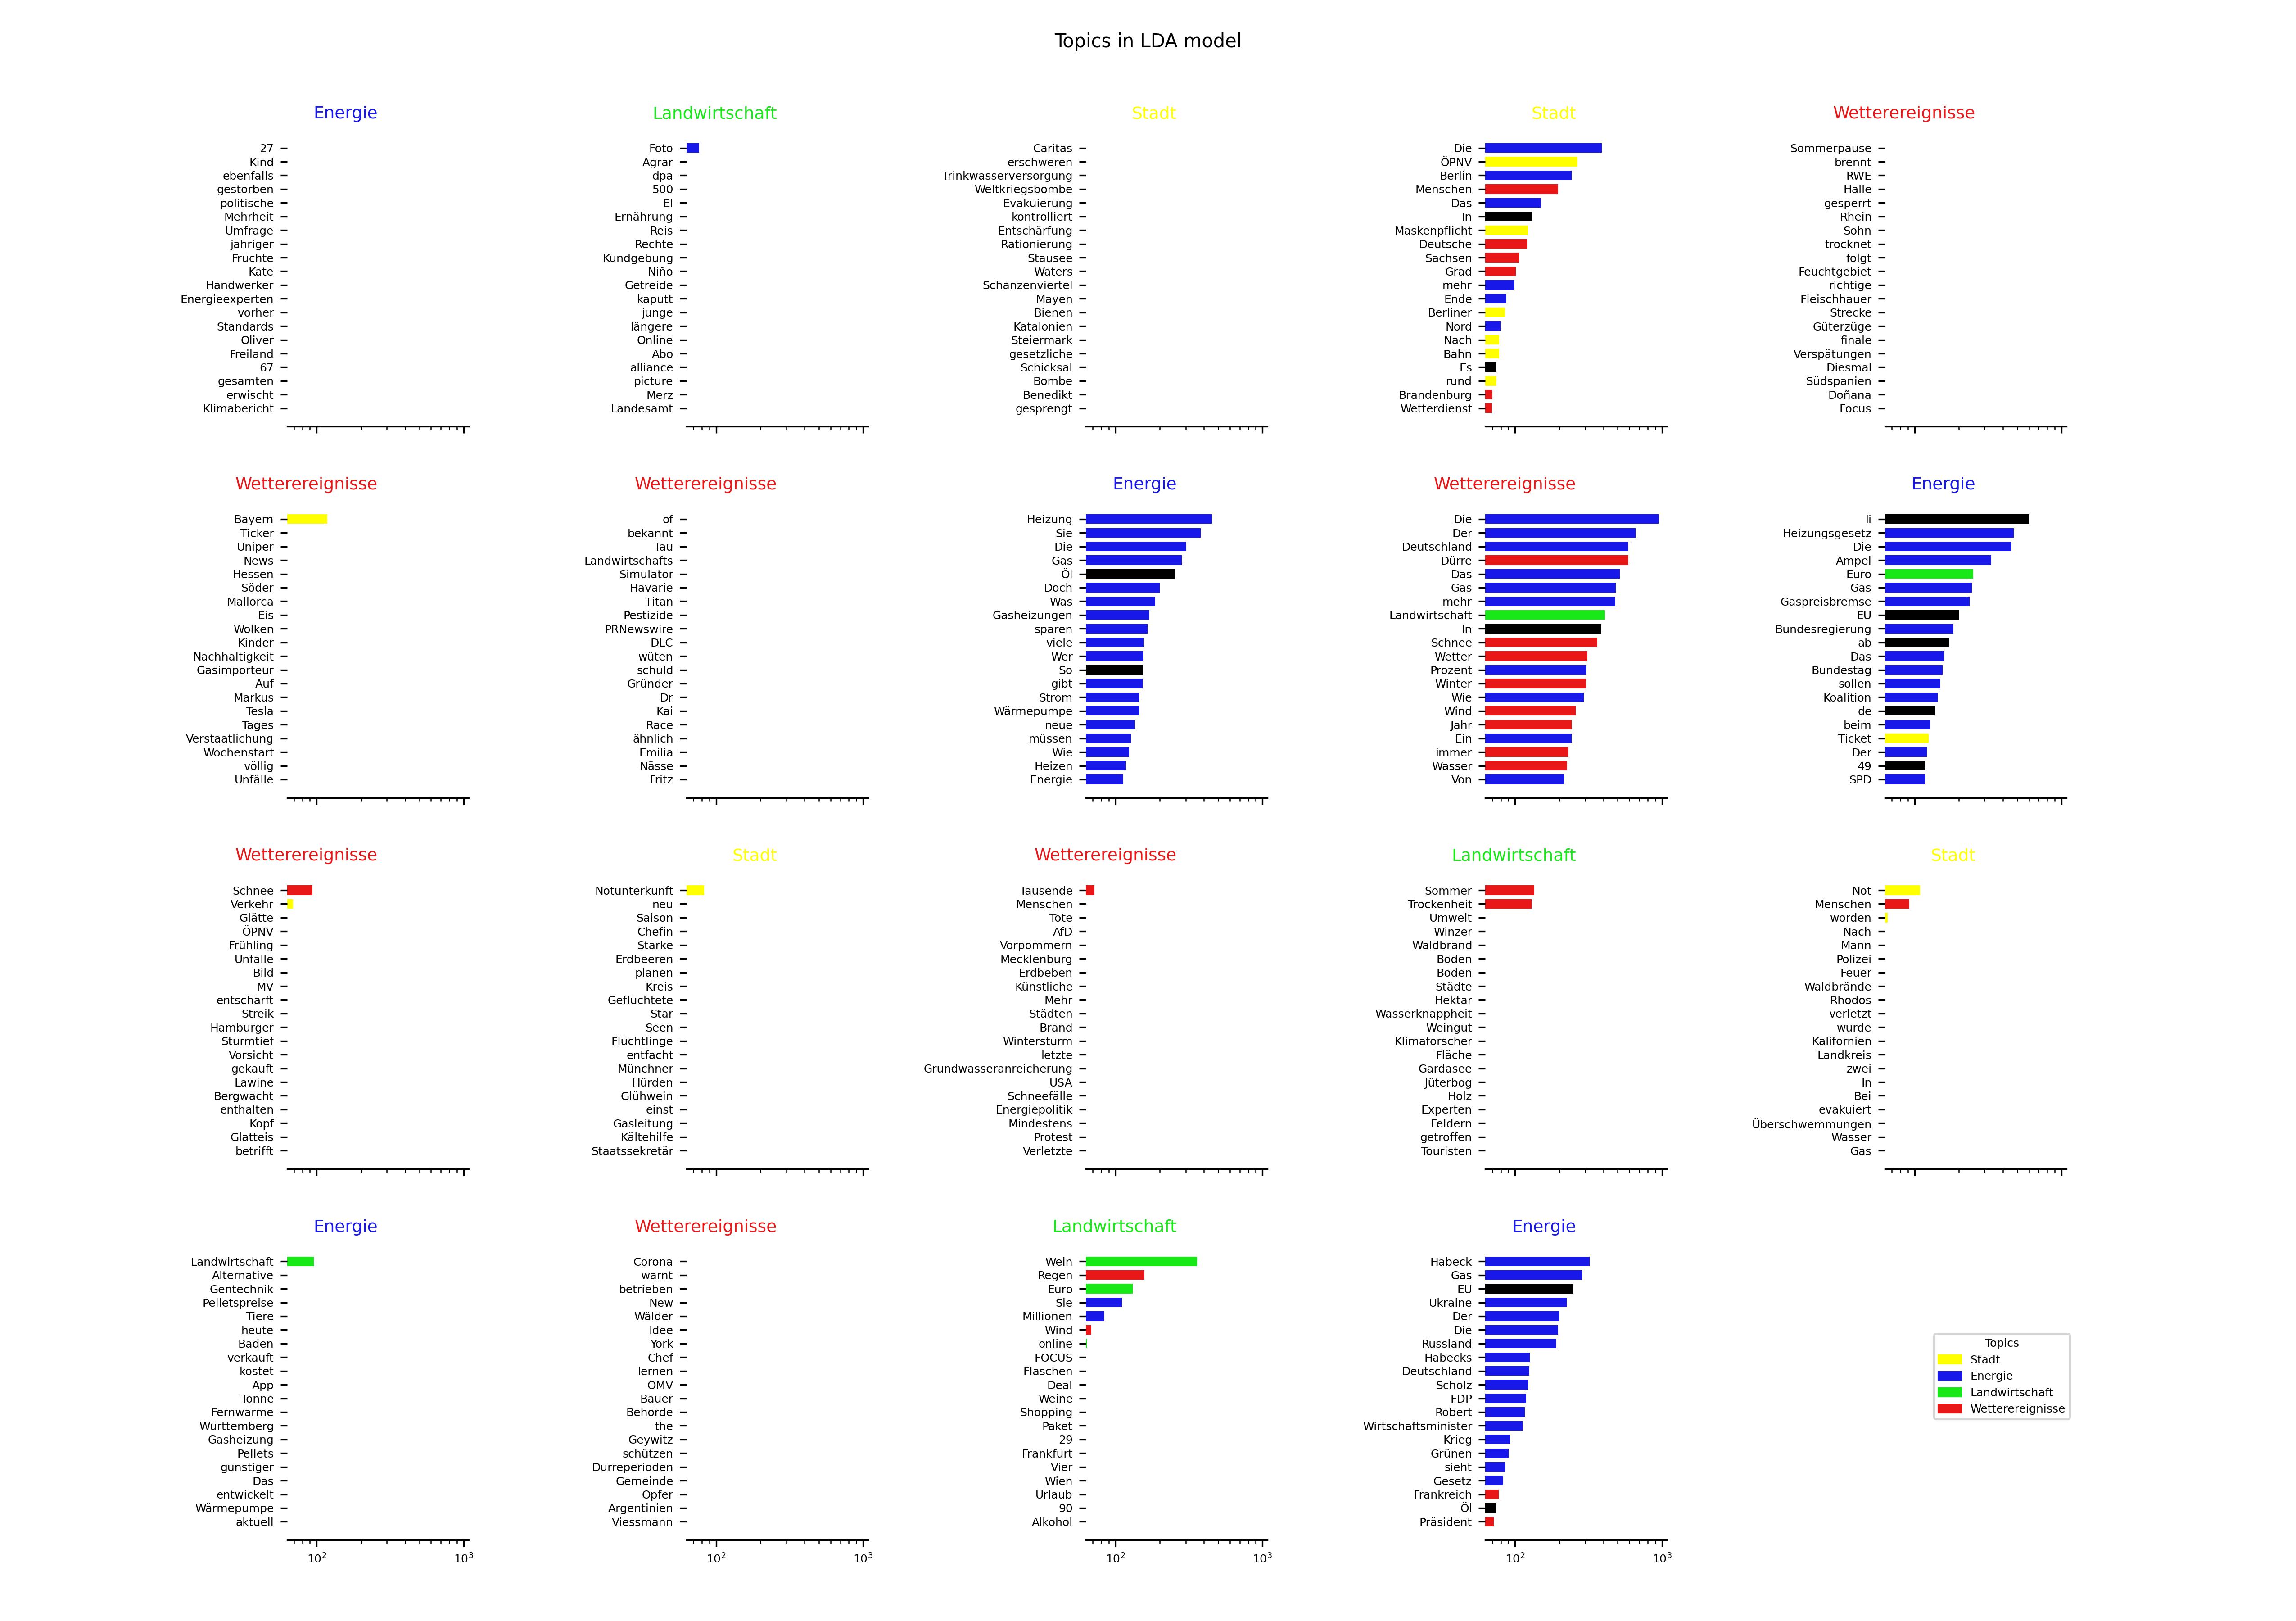 Topics in LDA model
Energie
27
Kind
ebenfalls
gestorben
politische
Mehrheit
Umfrage
jähriger
Früchte
Kate
Handwerker
Energieexperten
vorher
Standards
Oliver
Freiland
67
gesamten
erwischt
Klimabericht
Landwirtschaft
Foto
Agrar
dpa
500
El
Ernährung
Reis
Rechte
Kundgebung
Niño
Getreide
kaputt
junge
längere
Online
Abo
alliance
picture
Merz
Landesamt
Stadt
Caritas
erschweren
Trinkwasserversorgung
Weltkriegsbombe
Evakuierung
kontrolliert
Entschärfung
Rationierung
Stausee
Waters
Schanzenviertel
Mayen
Bienen
Katalonien
Steiermark
gesetzliche
Schicksal
Bombe
Benedikt
gesprengt
Stadt
Die
ÖPNV
Berlin
Menschen
Das
In
Maskenpflicht
Deutsche
Sachsen
Grad
mehr
Ende
Berliner
Nord
Nach
Bahn
Es
rund
Brandenburg
Wetterdienst
Wetterereignisse
Sommerpause
brennt
RWE
Halle
gesperrt
Rhein
Sohn
trocknet
folgt
Feuchtgebiet
richtige
Fleischhauer
Strecke
Güterzüge
finale
Verspätungen
Diesmal
Südspanien
Doñana
Focus
Wetterereignisse
Bayern
Ticker
Uniper
News
Hessen
Söder
Mallorca
Eis
Wolken
Kinder
Nachhaltigkeit
Gasimporteur
Auf
Markus
Tesla
Tages
Verstaatlichung
Wochenstart
völlig
Unfälle
Wetterereignisse
of
bekannt
Tau
Landwirtschafts
Simulator
Havarie
Titan
Pestizide
PRNewswire
DLC
wüten
schuld
Gründer
Dr
Kai
Race
ähnlich
Emilia
Nässe
Fritz
Energie
Heizung
Sie
Die
Gas
Öl
Doch
Was
Gasheizungen
sparen
viele
Wer
So
gibt
Strom
Wärmepumpe
neue
müssen
Wie
Heizen
Energie
Wetterereignisse
Die
Der
Deutschland
Dürre
Das
Gas
mehr
Landwirtschaft
In
Schnee
Wetter
Prozent
Winter
Wie
Wind
Jahr
Ein
immer
Wasser
Von
Energie
li
Heizungsgesetz
Die
Ampel
Euro
Gas
Gaspreisbremse
EU
Bundesregierung
ab
Das
Bundestag
sollen
Koalition
de
beim
Ticket
Der
49
SPD
Wetterereignisse
Schnee
Verkehr
Glätte
ÖPNV
Frühling
Unfälle
Bild
MV
entschärft
Streik
Hamburger
Sturmtief
Vorsicht
gekauft
Lawine
Bergwacht
enthalten
Kopf
Glatteis
betrifft
Stadt
Notunterkunft
neu
Saison
Chefin
Starke
Erdbeeren
planen
Kreis
Geflüchtete
Star
Seen
Flüchtlinge
entfacht
Münchner
Hürden
Glühwein
einst
Gasleitung
Kältehilfe
Staatssekretär
Wetterereignisse
Tausende
Menschen
Tote
AfD
Vorpommern
Mecklenburg
Erdbeben
Künstliche
Mehr
Städten
Brand
Wintersturm
letzte
Grundwasseranreicherung
USA
Schneefälle
Energiepolitik
Mindestens
Protest
Verletzte
Landwirtschaft
Sommer
Trockenheit
Umwelt
Winzer
Waldbrand
Böden
Boden
Städte
Hektar
Wasserknappheit
Weingut
Klimaforscher
Fläche
Gardasee
Jüterbog
Holz
Experten
Feldern
getroffen
Touristen
Stadt
Not
Menschen
worden
Nach
Mann
Polizei
Feuer
Waldbrände
Rhodos
verletzt
wurde
Kalifornien
Landkreis
zwei
In
Bei
evakuiert
Überschwemmungen
Wasser
Gas
Energie
Landwirtschaft
Alternative
Gentechnik
Pelletspreise
Tiere
heute
Baden
verkauft
kostet
App
Tonne
Fernwärme
Württemberg
Gasheizung
Pellets
günstiger
Das
entwickelt
Wärmepumpe
aktuell
10² 10³
Wetterereignisse
Corona
warnt
betrieben
New
Wälder
Idee
York
Chef
lernen
OMV
Bauer
Behörde
the
Geywitz
schützen
Dürreperioden
Gemeinde
Opfer
Argentinien
Viessmann
10² 10³
Landwirtschaft
Wein
Regen
Euro
Sie
Millionen
Wind
online
FOCUS
Flaschen
Deal
Weine
Shopping
Paket
29
Frankfurt
Vier
Wien
Urlaub
90
Alkohol
10² 10³
Energie
Habeck
Gas
EU
Ukraine
Der
Die
Russland
Habecks
Deutschland
Scholz
FDP
Robert
Wirtschaftsminister
Krieg
Grünen
sieht
Gesetz
Frankreich
Öl
Präsident
10² 10³
Topics
Stadt
Energie
Landwirtschaft
Wetterereignisse